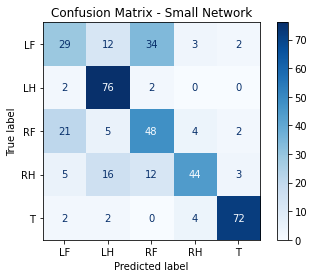 Confusion Matrix - Small Network
LF 29 12 34 3 2
LH 2 76 2 0 0
RF 21 5 48 4 2
RH 5 16 12 44 3
T 2 2 0 4 72
LF LH RF RH T
True label
Predicted label
70
60
50
40
30
20
10
0